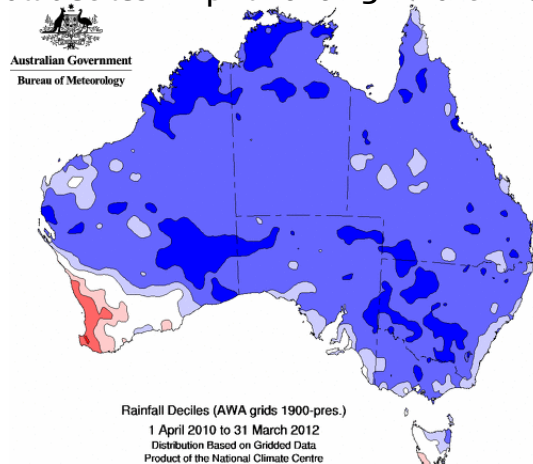 Australian Government
Bureau of Meteorology
Rainfall Deciles (AWA grids 1900-pres.)
1 April 2010 to 31 March 2012
Distribution Based on Gridded Data
Product of the National Climate Centre